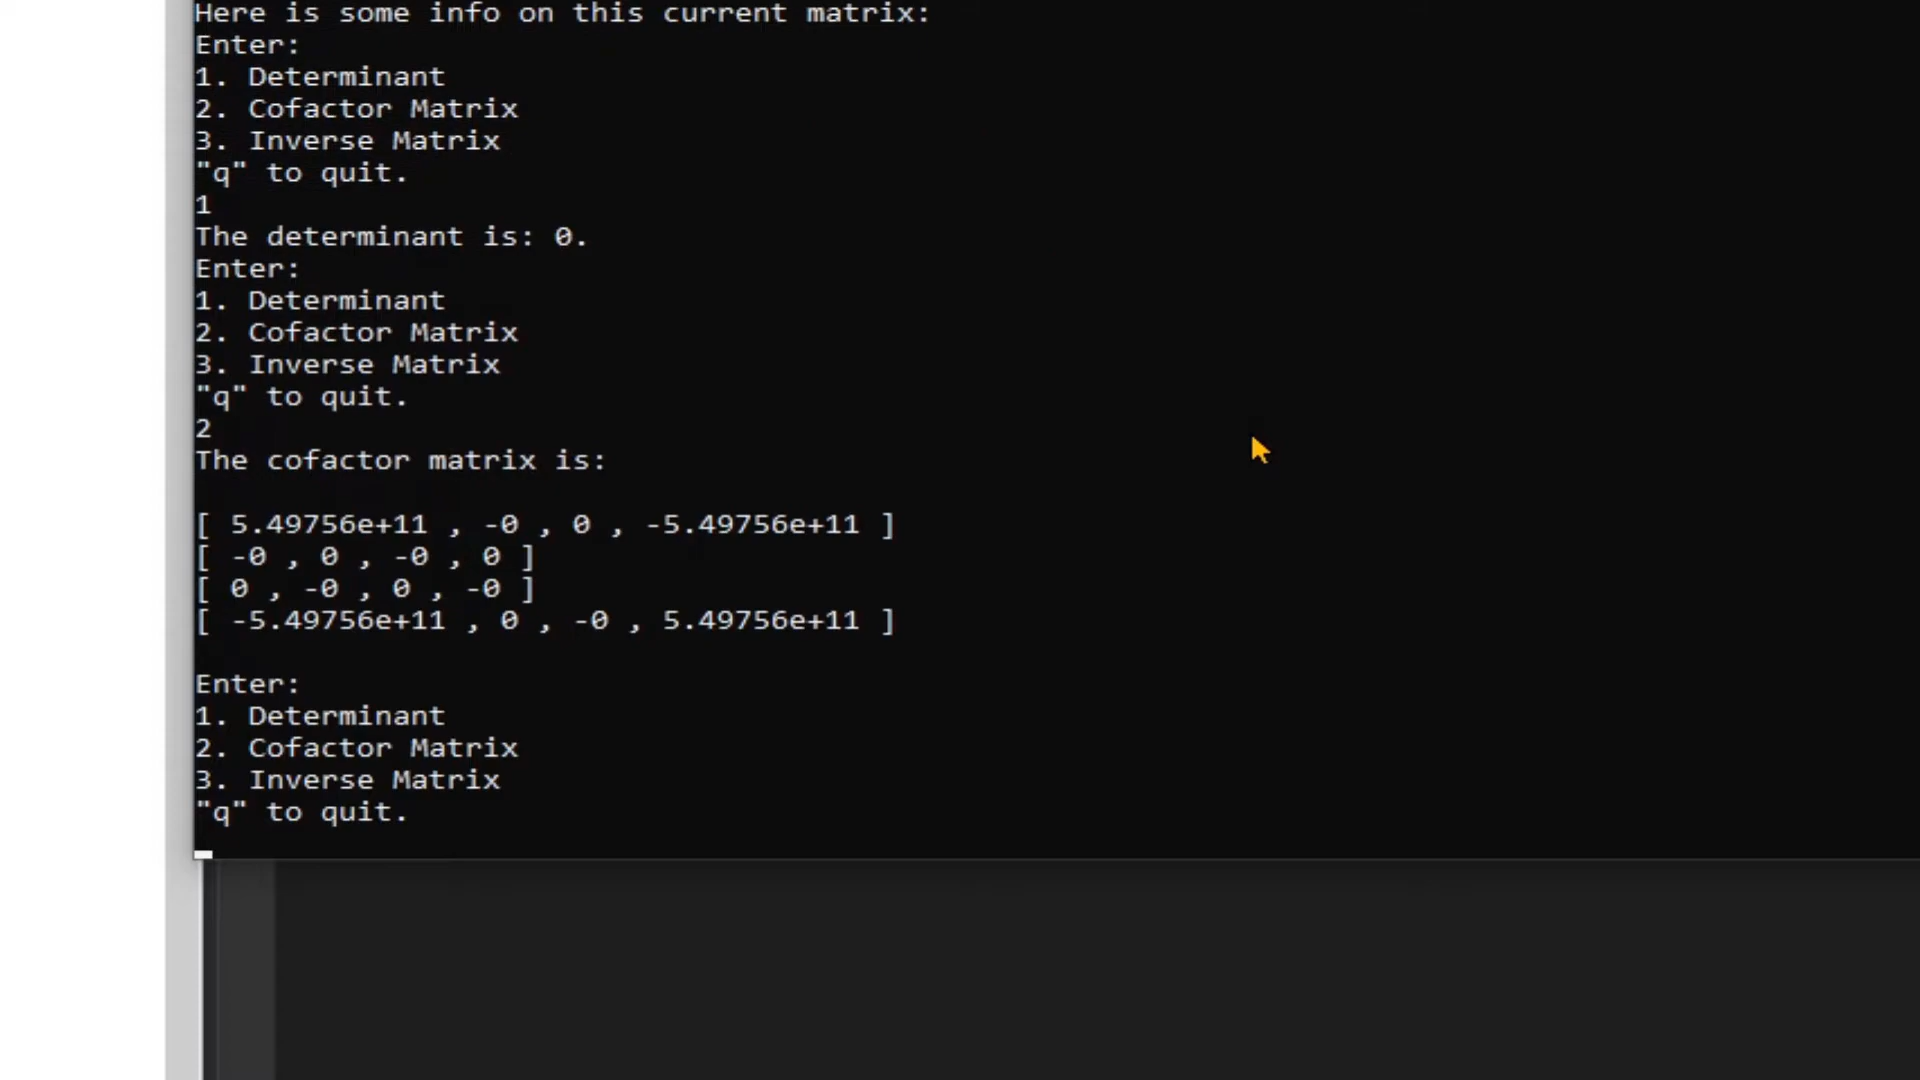 Here is some info on this current matrix:
Enter:
1. Determinant
2. Cofactor Matrix
3. Inverse Matrix
"q" to quit.
1
The determinant is: 0.
Enter:
1. Determinant
2. Cofactor Matrix
3. Inverse Matrix
"q" to quit.
2
The cofactor matrix is:
[ 5.49756e+11 , -0 , 0 , -5.49756e+11 ]
[ -0 , 0 , -0 , 0 ]
[ 0 , -0 , 0 , -0 ]
[ -5.49756e+11 , 0 , -0 , 5.49756e+11 ]
Enter:
1. Determinant
2. Cofactor Matrix
3. Inverse Matrix
"q" to quit.